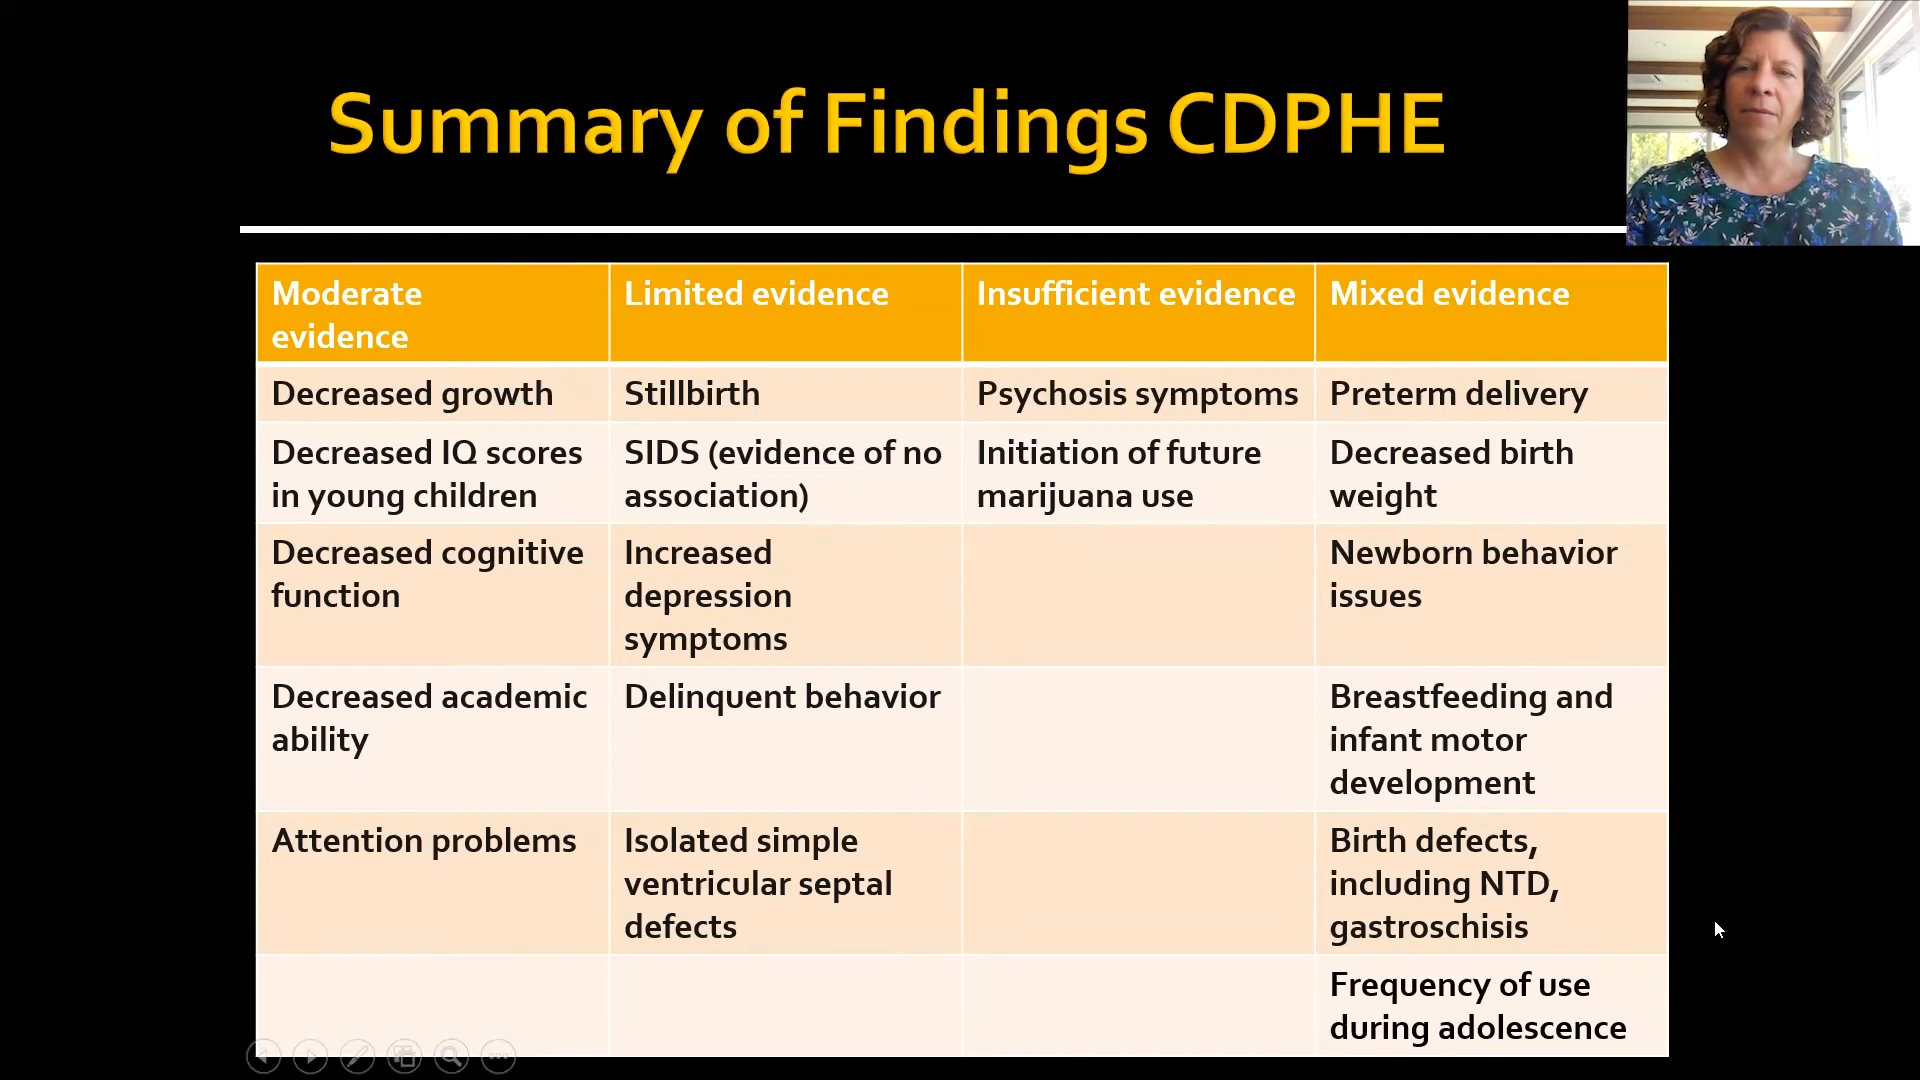 Summary of Findings CDPHE
Moderate
evidence
Limited evidence
Insufficient evidence
Mixed evidence
Decreased growth
Stillbirth
Psychosis symptoms
Preterm delivery
Decreased IQ scores
in young children
SIDS (evidence of no
association)
Initiation of future
marijuana use
Decreased birth
weight
Decreased cognitive
function
Increased
depression
symptoms
Newborn behavior
issues
Decreased academic
ability
Delinquent behavior
Breastfeeding and
infant motor
development
Attention problems
Isolated simple
ventricular septal
defects
Birth defects,
including NTD,
gastroschisis
Frequency of use
during adolescence